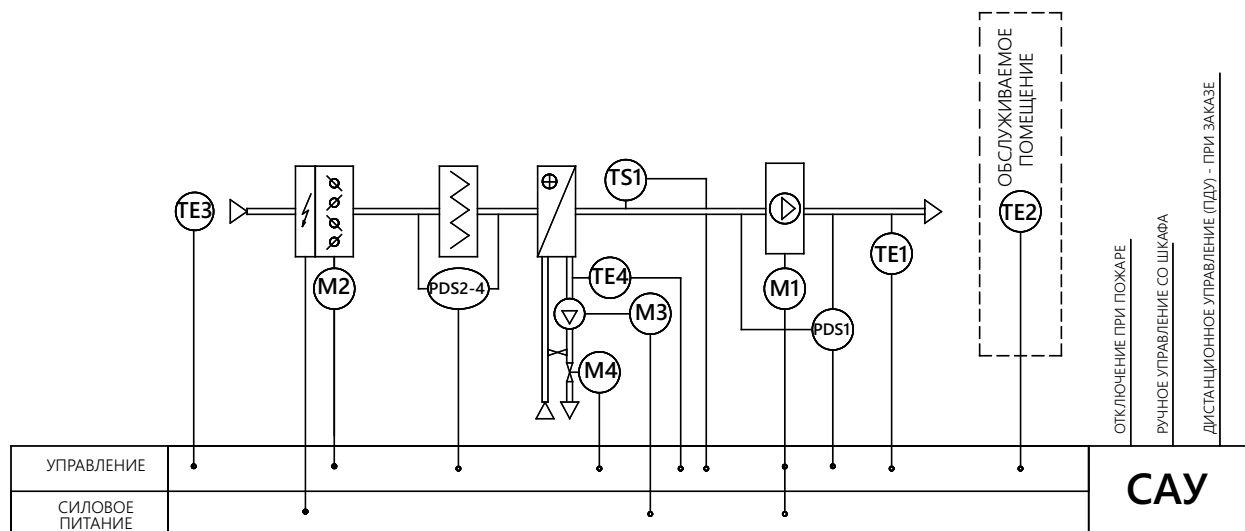 ОБСЛУЖИВАЕМОЕ
ПОМЕЩЕНИЕ
TE3
TS1
TE2
TE1
M2
PDS2-4
TE4
M3
M1
PDS1
M4
ОТКЛЮЧЕНИЕ ПРИ ПОЖАРЕ
РУЧНОЕ УПРАВЛЕНИЕ СО ШКАФА
ДИСТАНЦИОННОЕ УПРАВЛЕНИЕ (ПДУ) - ПРИ ЗАКАЗЕ
УПРАВЛЕНИЕ
СИЛОВОЕ
ПИТАНИЕ
САУ